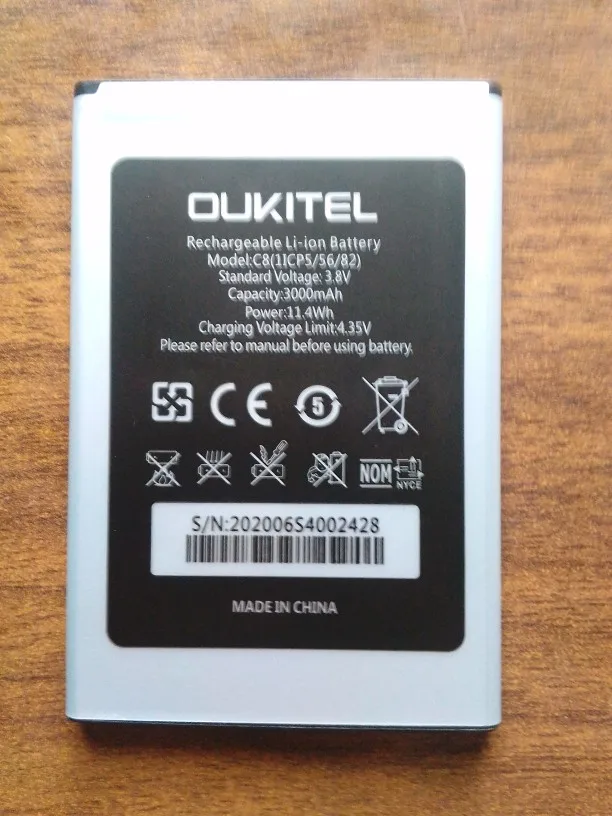 OUKITEL
Rechargeable Li-ion Battery
Model:C8(1ICP5/56/82)
Standard Voltage: 3.8V
Capacity:3000mAh
Power:11.4Wh
Charging Voltage Limit:4.35V
Please refer to manual before using battery.
CE 5
NOM NYCE
S/N:202006S4002428
MADE IN CHINA